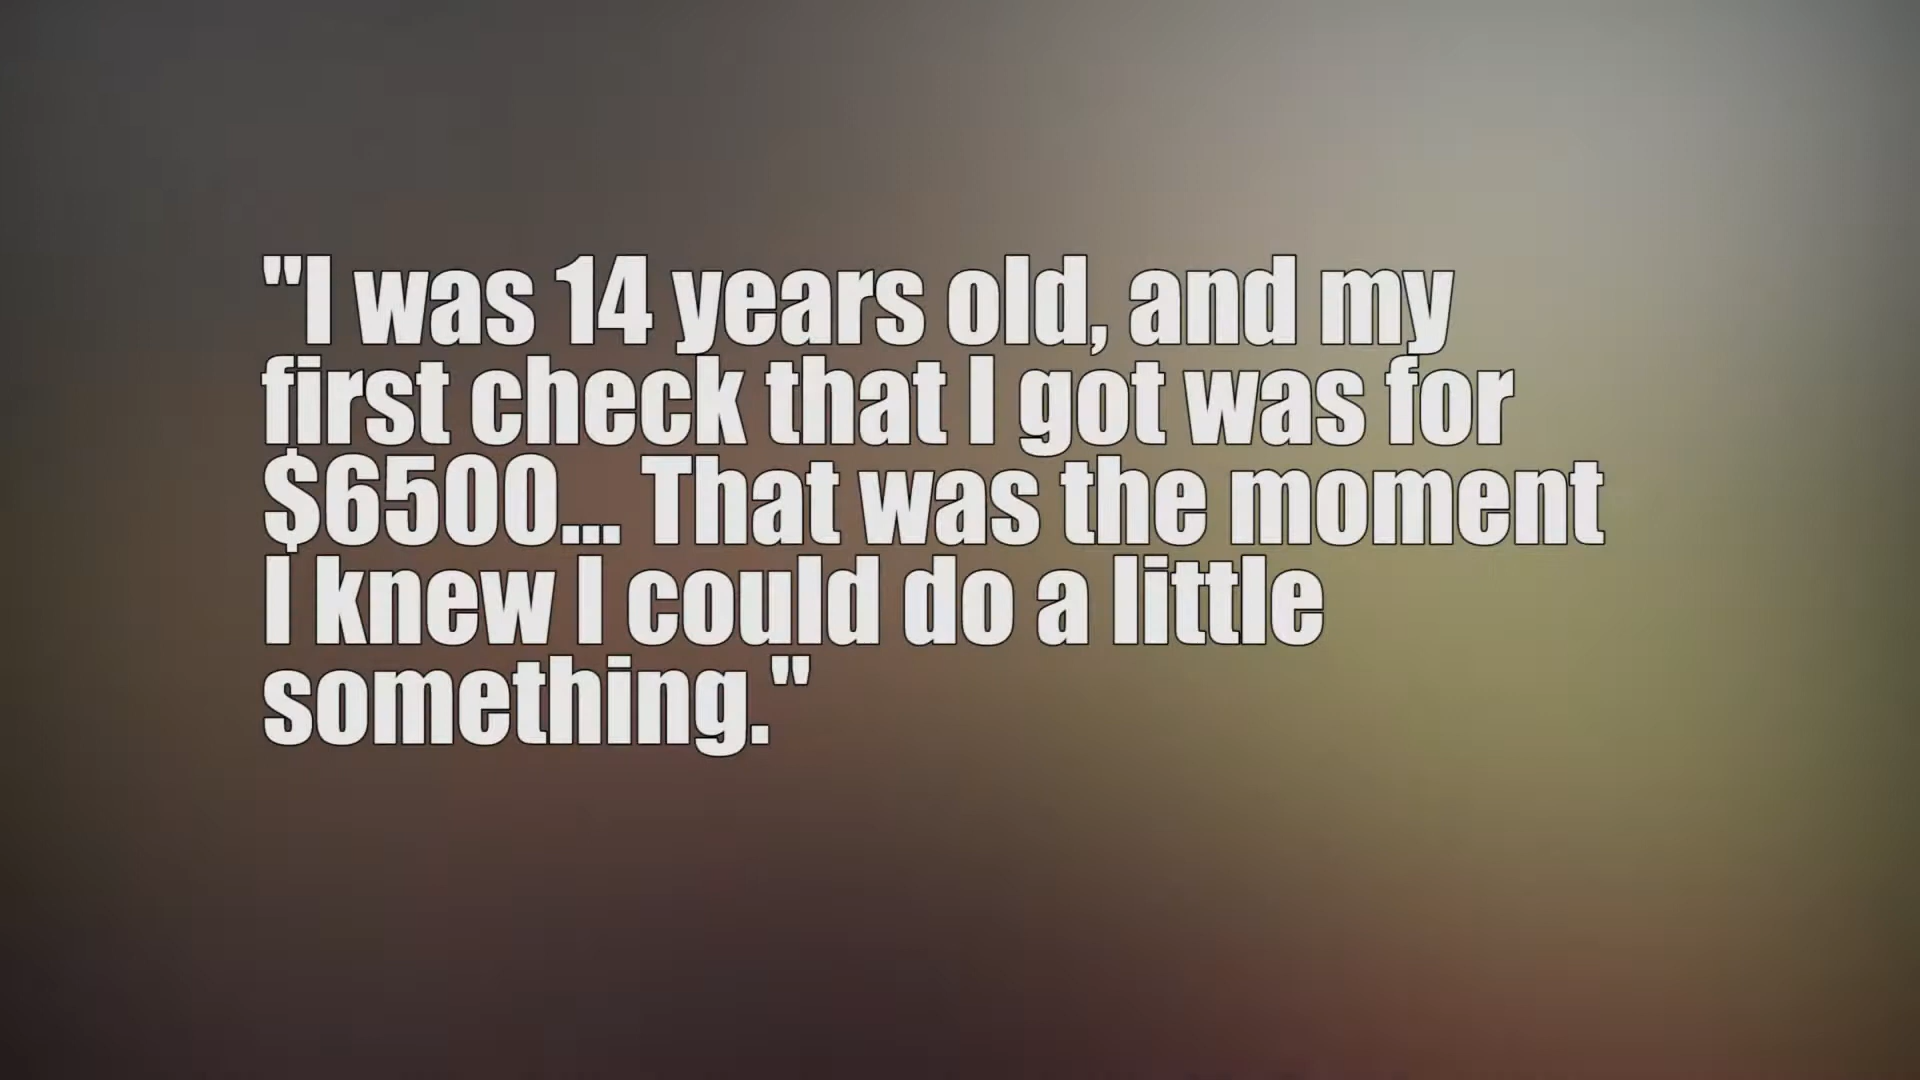 "I was 14 years old, and my
first check that I got was for
$6500... That was the moment
I knew I could do a little
something."